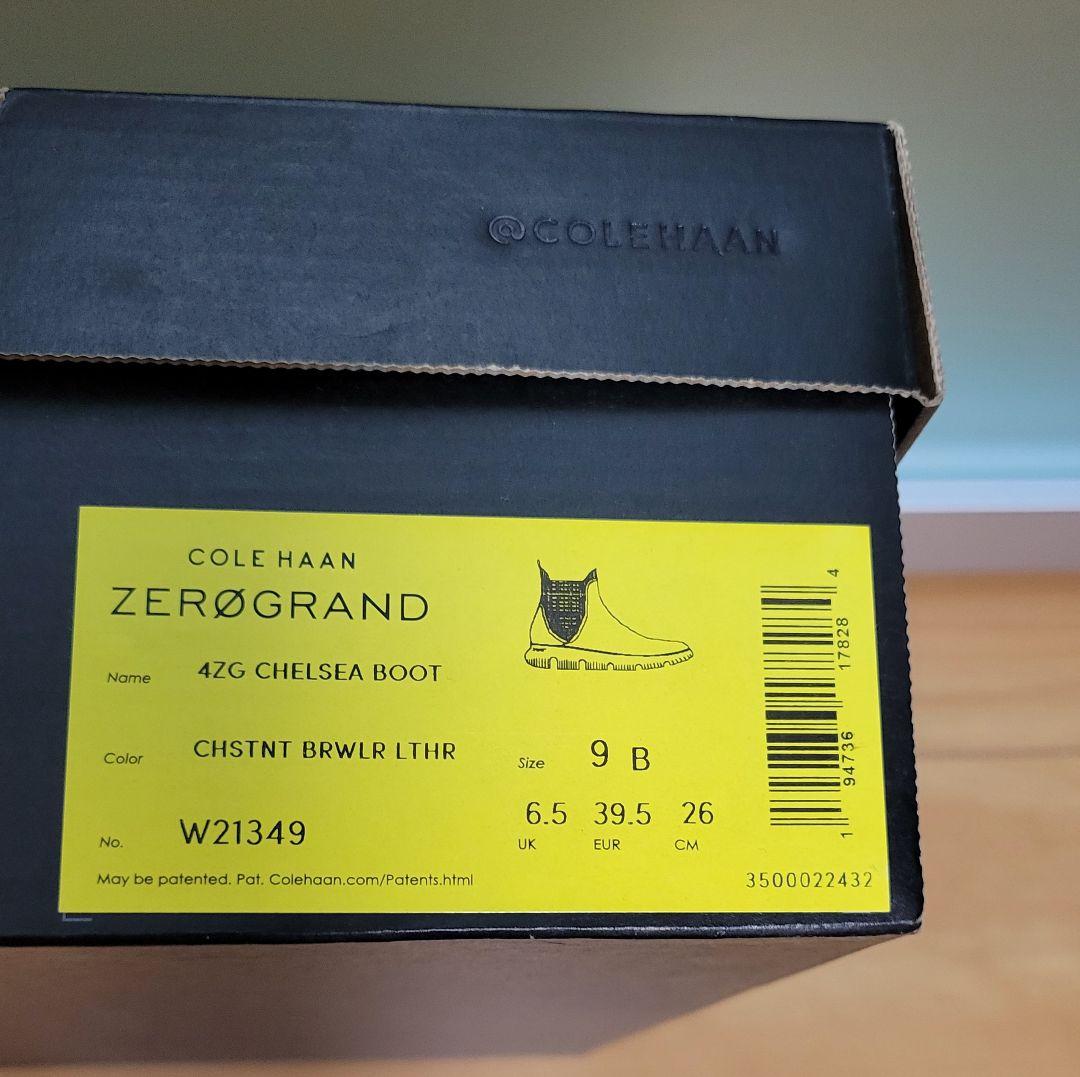 @COLEHAAN
COLE HAAN
ZERØGRAND
Name 4ZG CHELSEA BOOT
Color CHSTNT BRWLR LTHR
Size 9 B
6.5 39.5 26
UK EUR CM
No. W21349
May be patented. Pat. Colehaan.com/Patents.html
3500022432
1 94736 17828 4